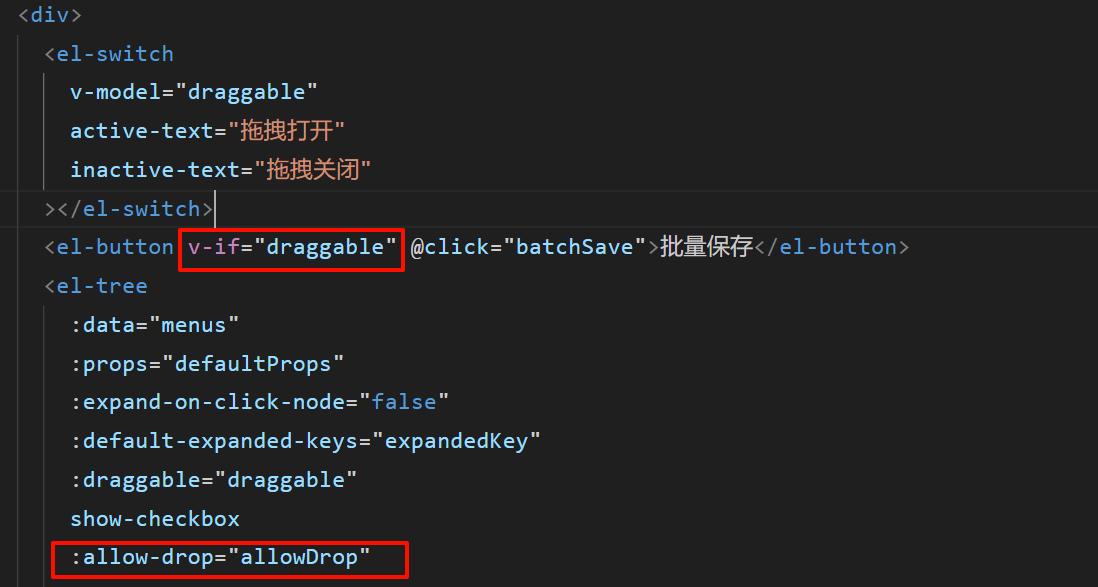 <div>
<el-switch
v-model="draggable"
active-text="拖拽打开"
inactive-text="拖拽关闭"
></el-switch>
<el-button v-if="draggable" @click="batchSave">批量保存</el-button>
<el-tree
:data="menus"
:props="defaultProps"
:expand-on-click-node="false"
:default-expanded-keys="expandedKey"
:draggable="draggable"
show-checkbox
:allow-drop="allowDrop"